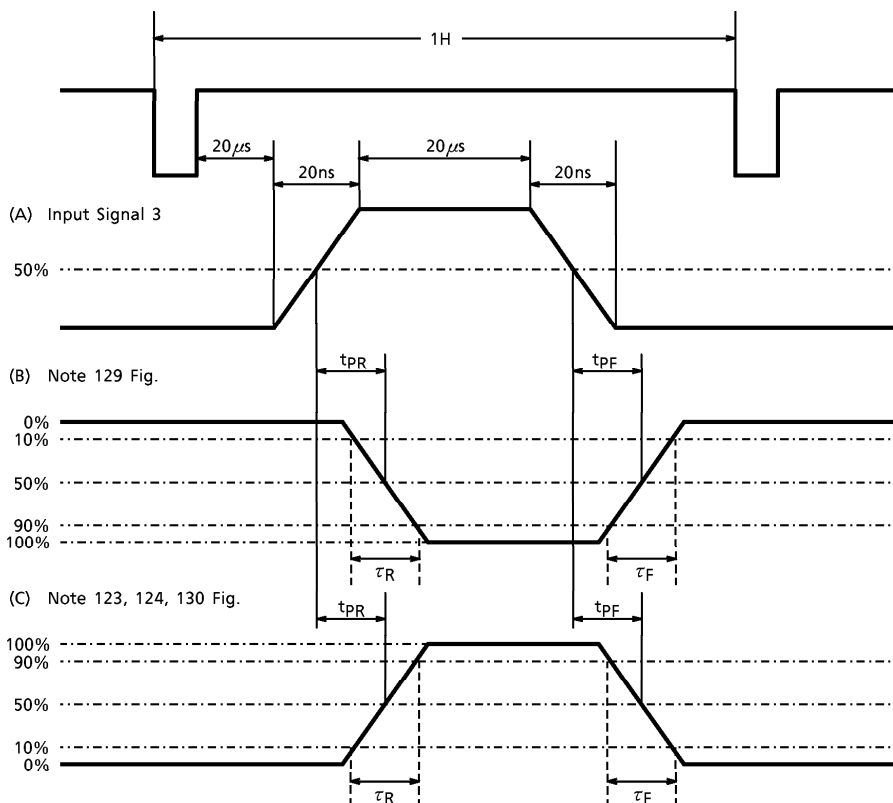 1H
20μs 20μs
20ns 20ns
(A) Input Signal 3
50%
tPR tPF
(B) Note 129 Fig.
0%
10%
50%
90%
100%
τR τF
(C) Note 123, 124, 130 Fig.
tPR tPF
100%
90%
50%
10%
0%
τR τF